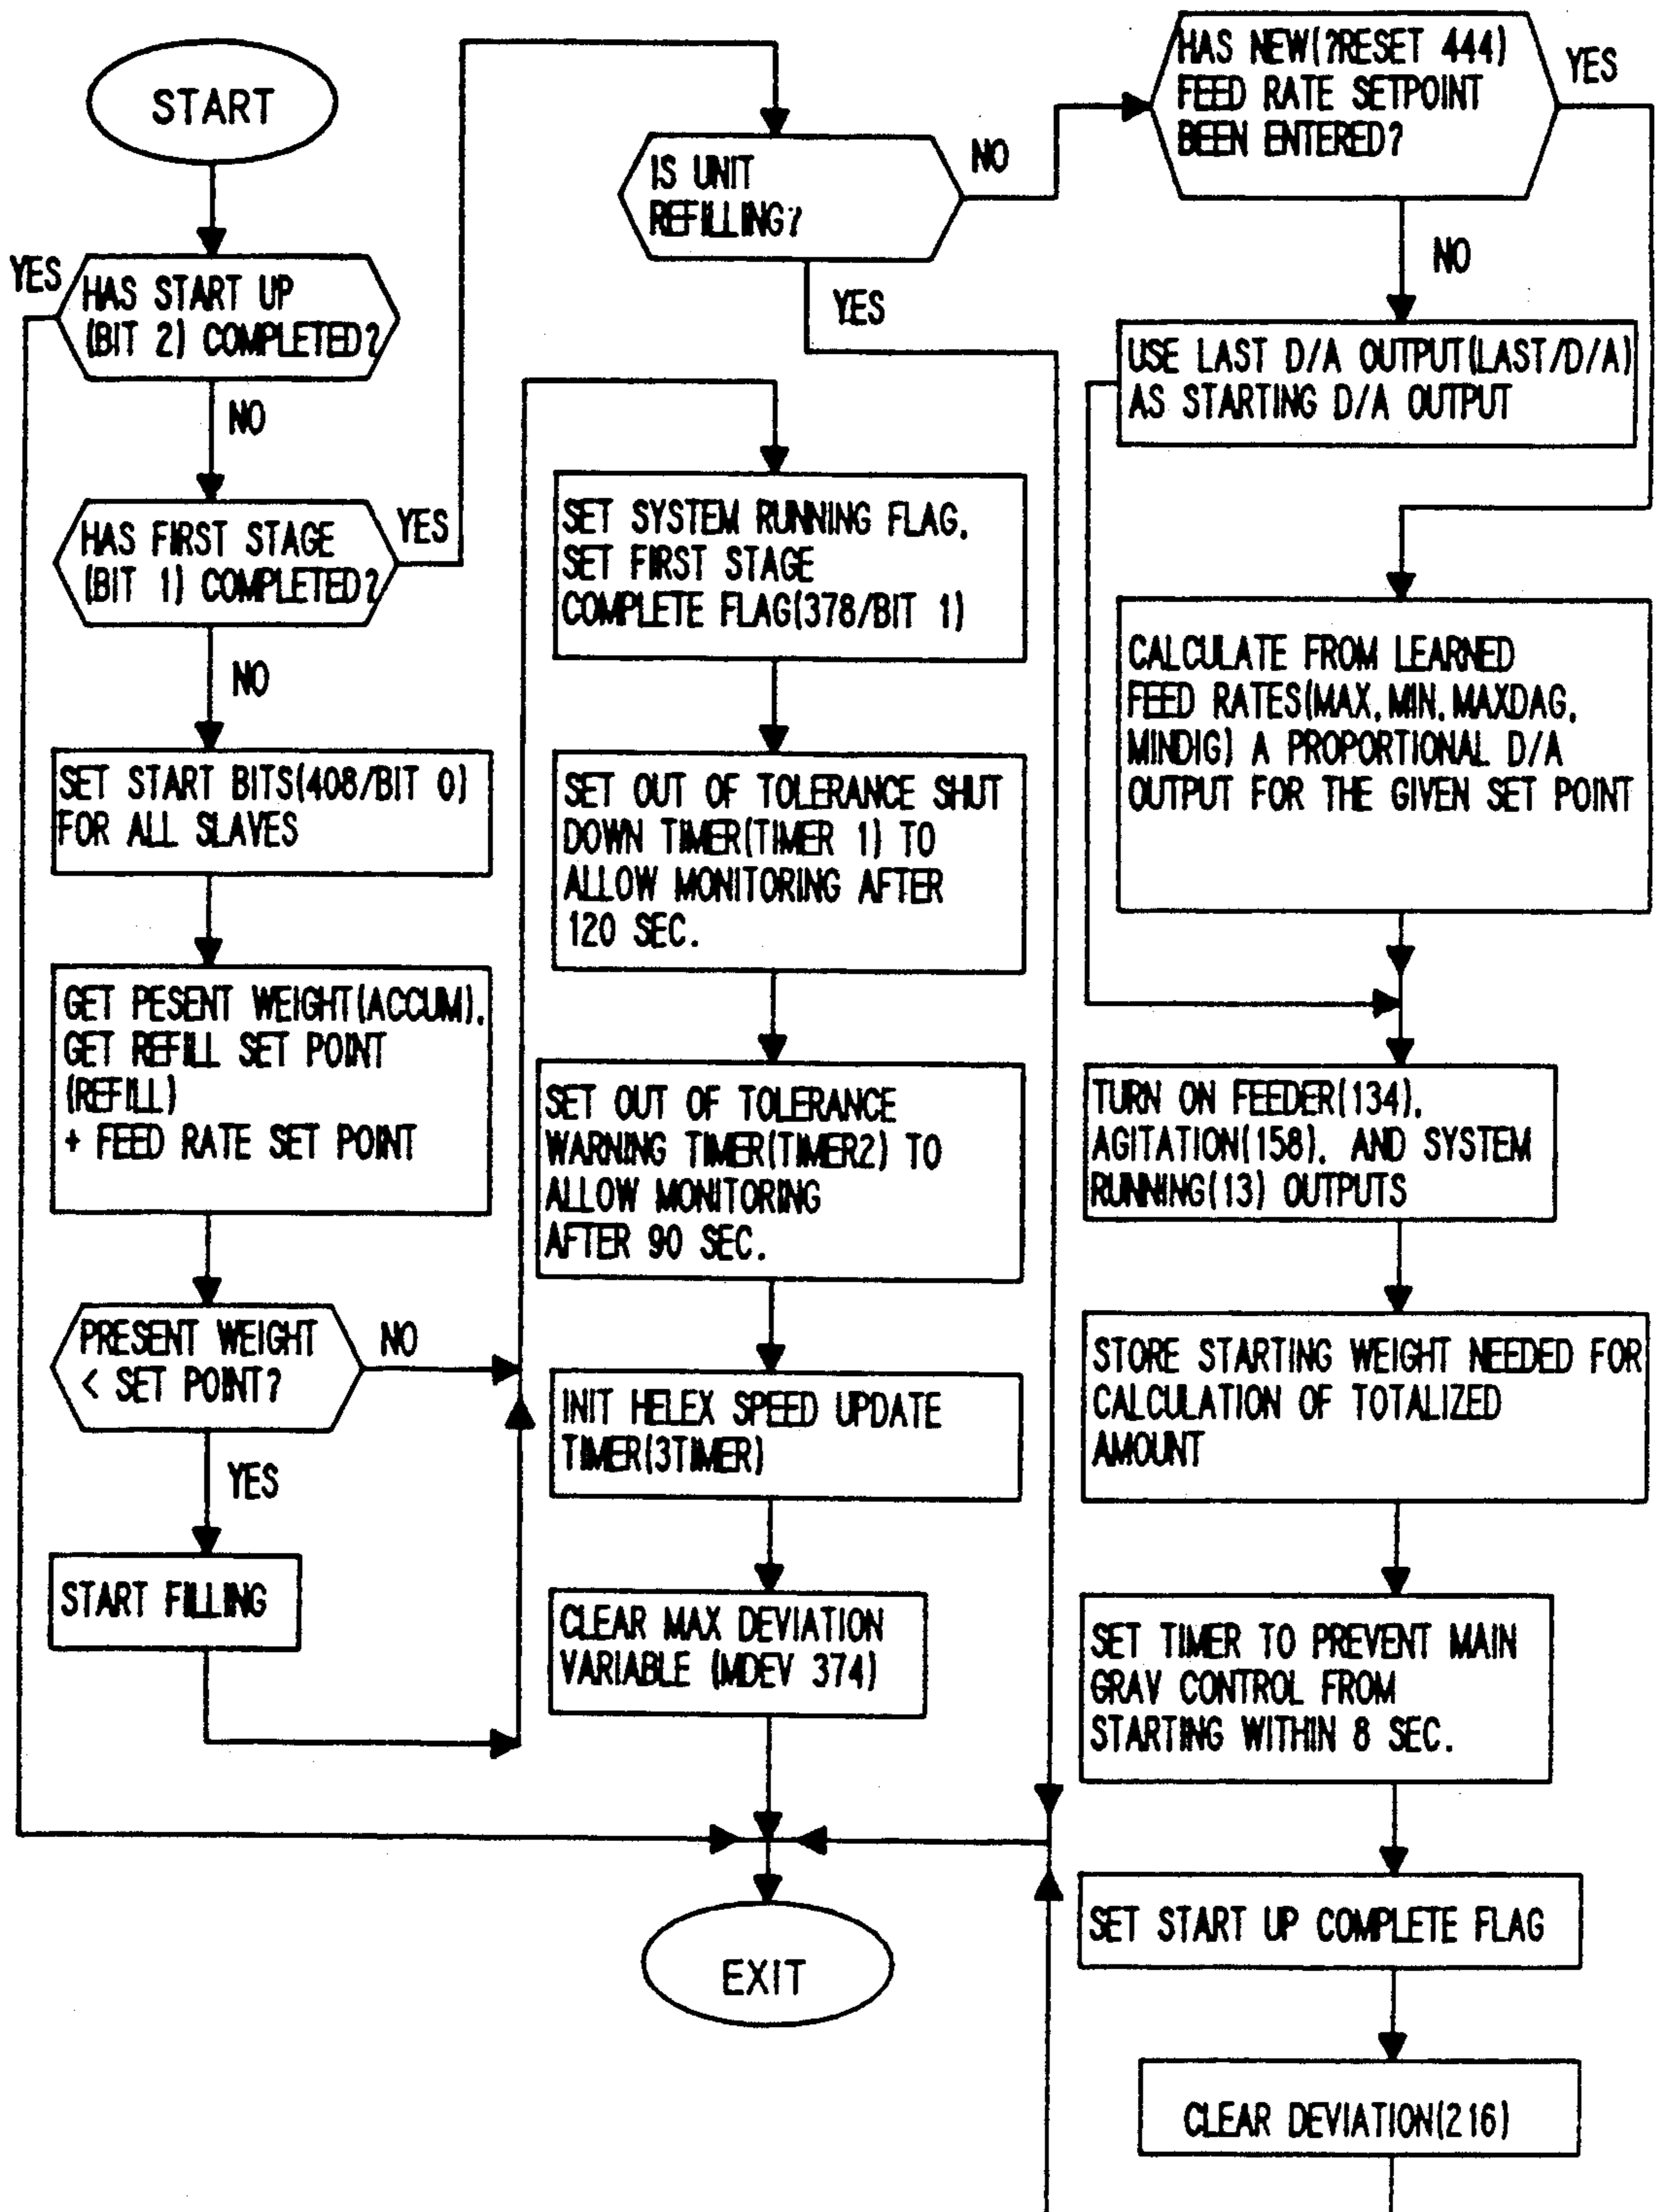 START
YES
HAS START UP
(BIT 2) COMPLETED?
NO
HAS FIRST STAGE
(BIT 1) COMPLETED?
YES
NO
SET START BITS(408/BIT 0)
FOR ALL SLAVES
GET PESENT WEIGHT(ACCUM),
GET REFILL SET POINT
(REFILL)
+ FEED RATE SET POINT
PRESENT WEIGHT
< SET POINT?
NO
YES
START FILLING
IS UNIT
REFILLING?
NO
YES
SET SYSTEM RUNNING FLAG,
SET FIRST STAGE
COMPLETE FLAG(378/BIT 1)
SET OUT OF TOLERANCE SHUT
DOWN TIMER(TIMER 1) TO
ALLOW MONITORING AFTER
120 SEC.
SET OUT OF TOLERANCE
WARNING TIMER(TIMER2) TO
ALLOW MONITORING
AFTER 90 SEC.
INIT HELEX SPEED UPDATE
TIMER(3TIMER)
CLEAR MAX DEVIATION
VARIABLE (MDEV 374)
EXIT
HAS NEW(?RESET 444)
FEED RATE SETPOINT
BEEN ENTERED?
YES
NO
USE LAST D/A OUTPUT(LAST/D/A)
AS STARTING D/A OUTPUT
CALCULATE FROM LEARNED
FEED RATES(MAX, MIN, MAXDAG,
MINDIG) A PROPORTIONAL D/A
OUTPUT FOR THE GIVEN SET POINT
TURN ON FEEDER(134),
AGITATION(158), AND SYSTEM
RUNNING(13) OUTPUTS
STORE STARTING WEIGHT NEEDED FOR
CALCULATION OF TOTALIZED
AMOUNT
SET TIMER TO PREVENT MAIN
GRAV CONTROL FROM
STARTING WITHIN 8 SEC.
SET START UP COMPLETE FLAG
CLEAR DEVIATION(216)